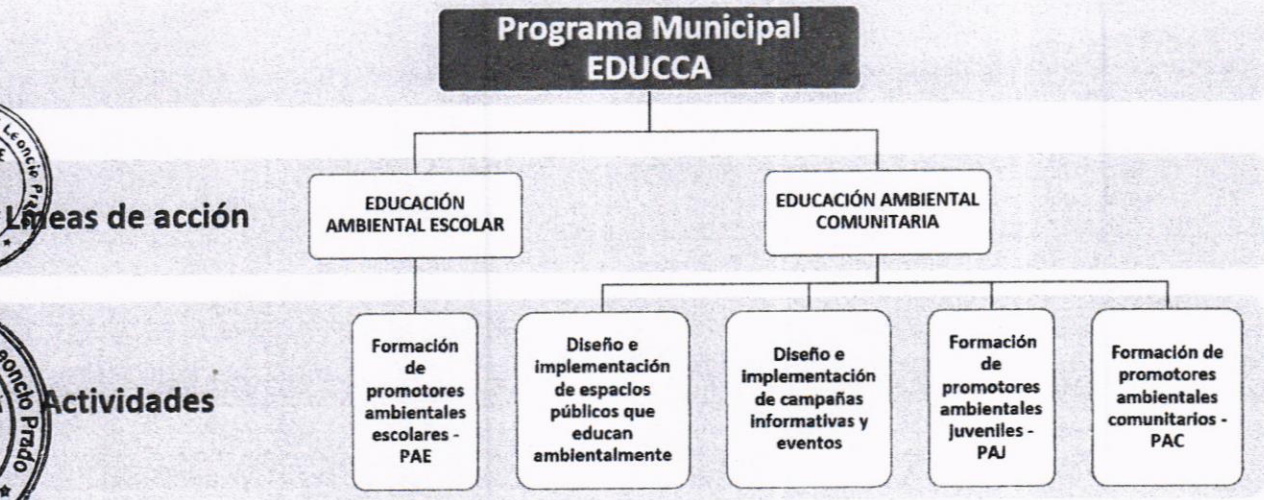 Programa Municipal
EDUCCA
Líneas de acción
EDUCACIÓN
AMBIENTAL ESCOLAR
EDUCACIÓN AMBIENTAL
COMUNITARIA
Actividades
Formación
de
promotores
ambientales
escolares -
PAE
Diseño e
implementación
de espacios
públicos que
educan
ambientalmente
Diseño e
implementación
de campañas
informativas y
eventos
Formación
de
promotores
ambientales
juveniles -
PAJ
Formación de
promotores
ambientales
comunitarios -
PAC
Leoncio
Prado